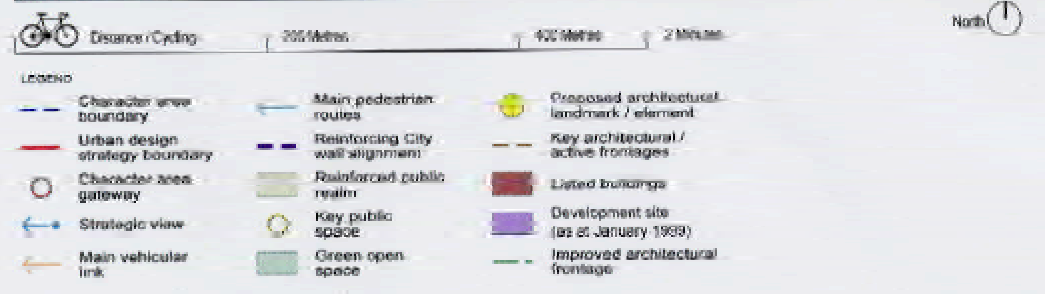 North
Distance / Cycling 200 Metres 400 Metres 2 Minutes
LEGEND
Character area
boundary
Urban design
strategy boundary
Character area
gateway
Strategic view
Main vehicular
link
Main pedestrian
routes
Reinforcing City
wall alignment
Reinforced public
realm
Key public
space
Green open
space
Proposed architectural
landmark / element
Key architectural /
active frontages
Listed buildings
Development site
(as at January 1999)
Improved architectural
frontage